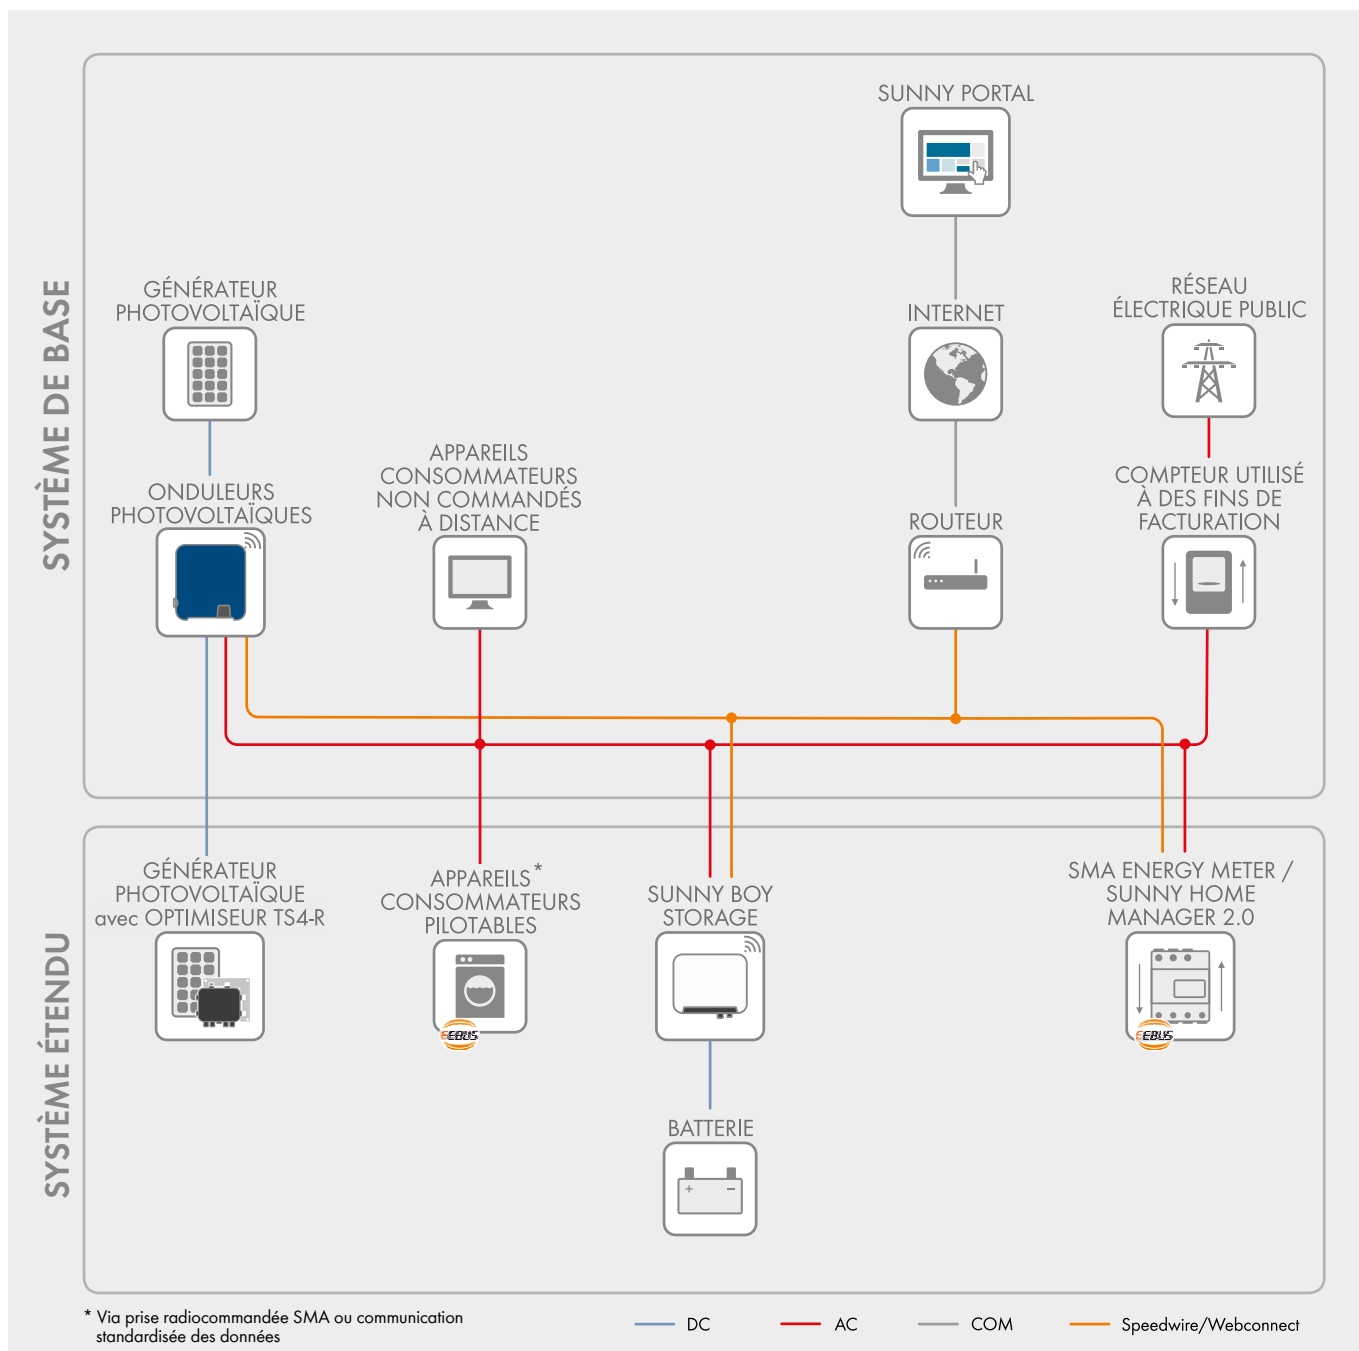 SYSTÈME DE BASE
SUNNY PORTAL
GÉNÉRATEUR
PHOTOVOLTAÏQUE
INTERNET
RÉSEAU
ÉLECTRIQUE PUBLIC
ONDULEURS
PHOTOVOLTAÏQUES
APPAREILS
CONSOMMATEURS
NON COMMANDÉS
À DISTANCE
ROUTEUR
COMPTEUR UTILISÉ
À DES FINS DE
FACTURATION
SYSTÈME ÉTENDU
GÉNÉRATEUR
PHOTOVOLTAÏQUE
avec OPTIMISEUR TS4-R
APPAREILS*
CONSOMMATEURS
PILOTABLES
EEBUS
SUNNY BOY
STORAGE
SMA ENERGY METER /
SUNNY HOME
MANAGER 2.0
EEBUS
BATTERIE
+ −
* Via prise radiocommandée SMA ou communication
standardisée des données
DC
AC
COM
Speedwire/Webconnect